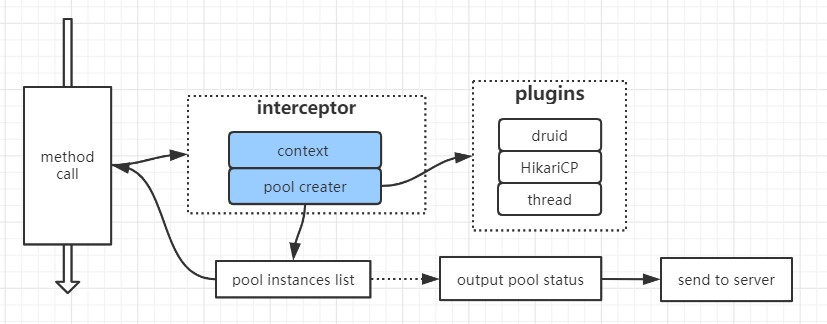 method
call
interceptor
context
pool creater
plugins
druid
HikariCP
thread
pool instances list
output pool status
send to server